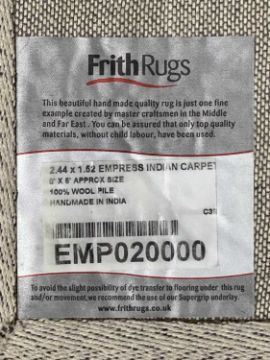 FrithRugs
This beautiful hand made quality rug is just one fine
example created by master craftsmen in the Middle
and Far East . You can be assured that only top quality
materials, without child labour, have been used.
2.44 x 1.52 EMPRESS INDIAN CARPET
0" X 5' APPROX SIZE
100% WOOL PILE
HANDMADE IN INDIA
EMP020000
To avoid the slight possibility of dye transfer to flooring under this rug
and/or movement, we recommend the use of our Supergrip underlay.
www.frithrugs.co.uk